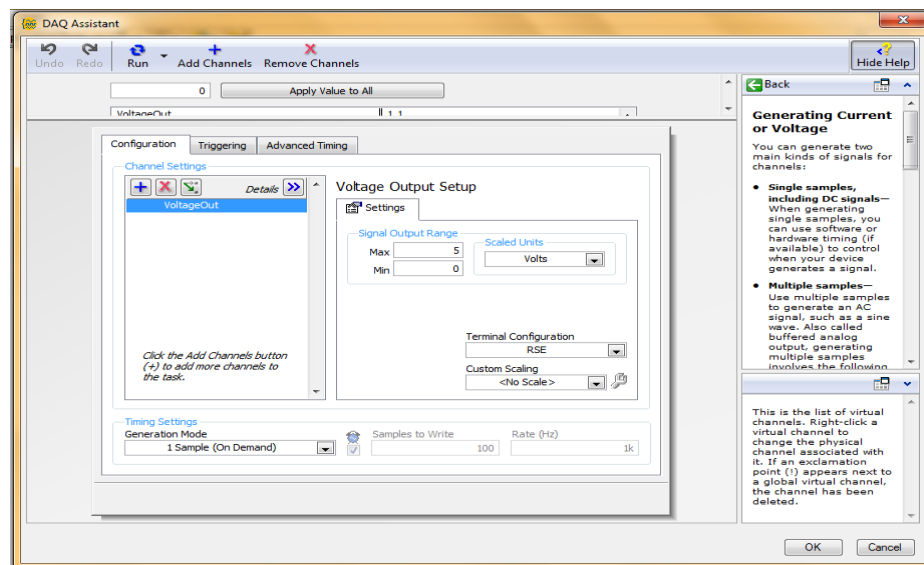 DAQ Assistant
Undo Redo Run Add Channels Remove Channels Hide Help
0 Apply Value to All
VoltageOut 1.1
Configuration Triggering Advanced Timing
Channel Settings
Details
VoltageOut
Click the Add Channels button
(+) to add more channels to
the task.
Voltage Output Setup
Settings
Signal Output Range
Max 5
Min 0
Scaled Units
Volts
Terminal Configuration
RSE
Custom Scaling
<No Scale>
Timing Settings
Generation Mode Samples to Write Rate (Hz)
1 Sample (On Demand) 100 1k
Back
Generating Current
or Voltage
You can generate two
main kinds of signals for
channels:
• Single samples,
including DC signals—
When generating
single samples, you
can use software or
hardware timing (if
available) to control
when your device
generates a signal.
• Multiple samples—
Use multiple samples
to generate an AC
signal, such as a sine
wave. Also called
buffered analog
output, generating
multiple samples
involves the following
This is the list of virtual
channels. Right-click a
virtual channel to
change the physical
channel associated with
it. If an exclamation
point (!) appears next to
a global virtual channel,
the channel has been
deleted.
OK Cancel